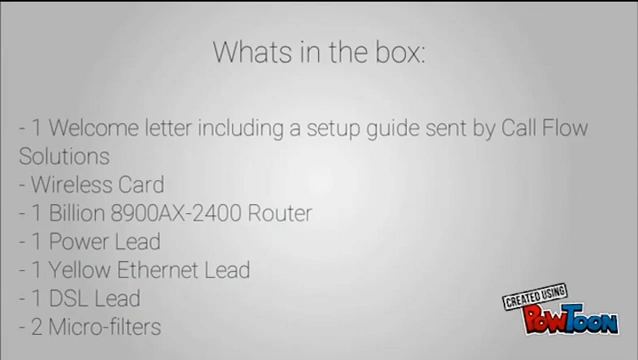 Whats in the box:
- 1 Welcome letter including a setup guide sent by Call Flow
Solutions
- Wireless Card
- 1 Billion 8900AX-2400 Router
- 1 Power Lead
- 1 Yellow Ethernet Lead
- 1 DSL Lead
- 2 Micro-filters
CREATED USING
POWTOON